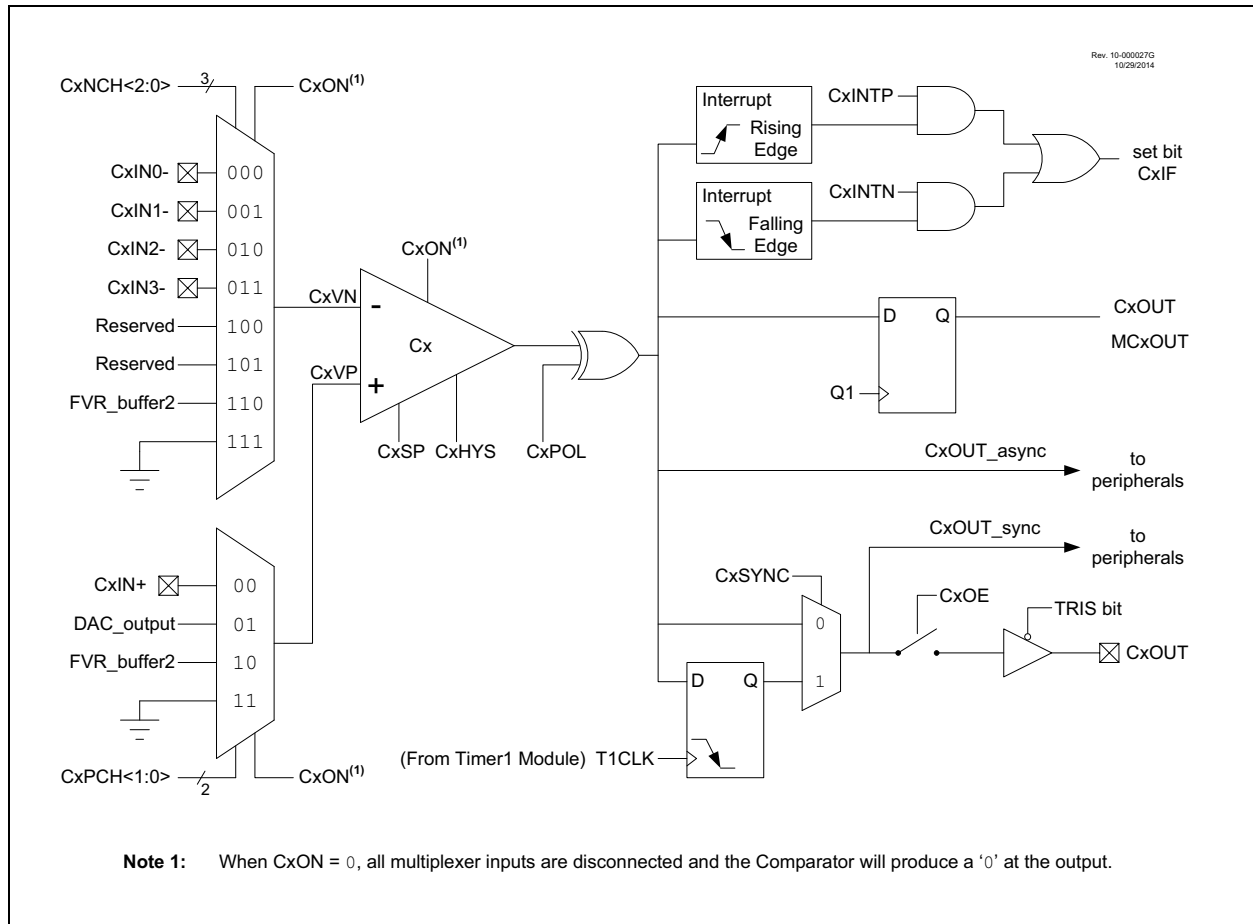 Rev. 10-000027G
10/29/2014
CxNCH<2:0>
3
CxON(1)
CxIN0-
000
CxIN1-
001
CxIN2-
010
CxIN3-
011
Reserved
100
Reserved
101
FVR_buffer2
110
111
CxIN+
00
DAC_output
01
FVR_buffer2
10
11
CxPCH<1:0>
2
CxON(1)
CxVN
CxVP
CxON(1)
-
Cx
+
CxSP
CxHYS
CxPOL
Interrupt
Rising
Edge
CxINTP
Interrupt
Falling
Edge
CxINTN
set bit
CxIF
D
Q
Q1
CxOUT
MCxOUT
CxOUT_async
to
peripherals
CxOUT_sync
to
peripherals
CxSYNC
0
1
CxOE
TRIS bit
CxOUT
D
Q
(From Timer1 Module) T1CLK
Note 1: When CxON = 0, all multiplexer inputs are disconnected and the Comparator will produce a ‘0’ at the output.